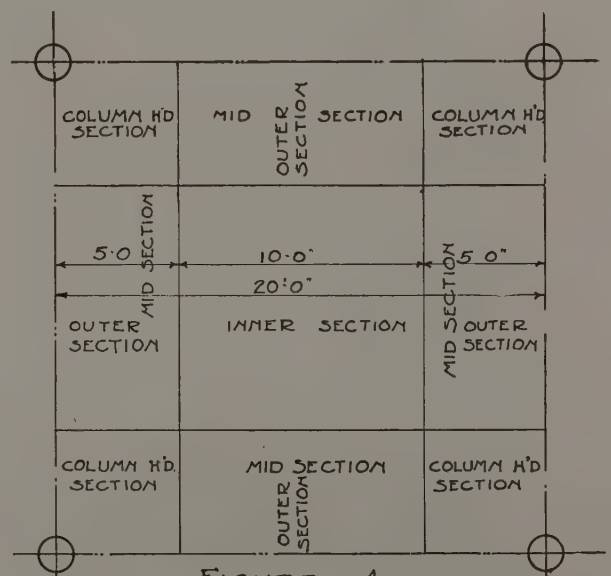 COLUMN H'D
SECTION
MID SECTION
OUTER
SECTION
COLUMN H'D
SECTION
MID SECTION
5·0
10·0"
5 0"
20'·0"
MID SECTION
OUTER
SECTION
INNER SECTION
OUTER
SECTION
COLUMN H'D.
SECTION
MID SECTION
OUTER
SECTION
COLUMN H'D
SECTION
FIGURE A